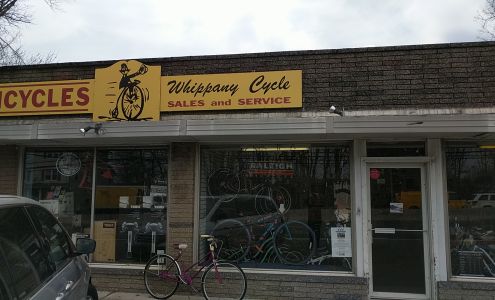 ICYCLES
Whippany Cycle
SALES and SERVICE
RALEIGH